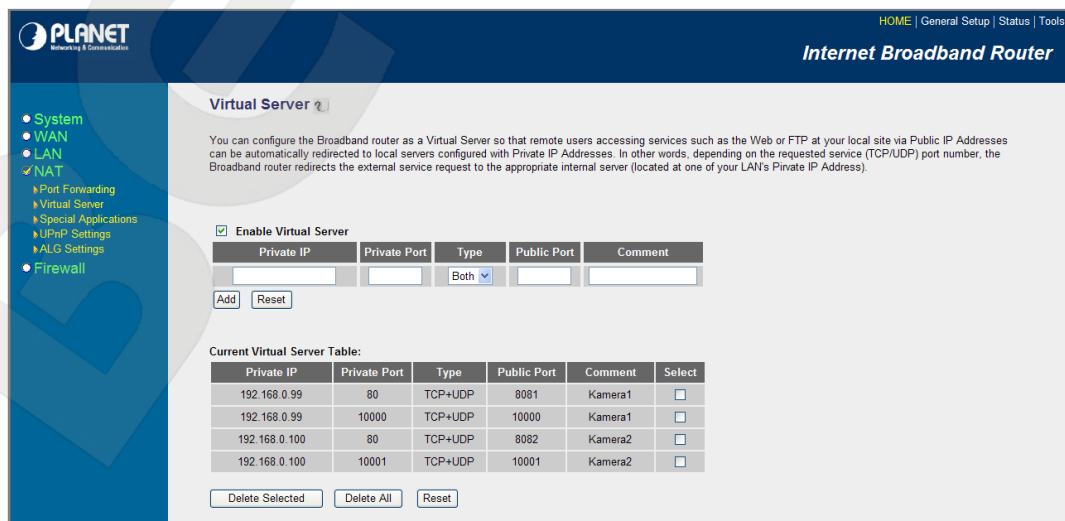 PLANET
Networking & Communication
HOME | General Setup | Status | Tools
Internet Broadband Router
System
WAN
LAN
NAT
Port Forwarding
Virtual Server
Special Applications
UPnP Settings
ALG Settings
Firewall
Virtual Server
You can configure the Broadband router as a Virtual Server so that remote users accessing services such as the Web or FTP at your local site via Public IP Addresses
can be automatically redirected to local servers configured with Private IP Addresses. In other words, depending on the requested service (TCP/UDP) port number, the
Broadband router redirects the external service request to the appropriate internal server (located at one of your LAN's Private IP Address).
Enable Virtual Server
Private IP Private Port Type Public Port Comment
Both
Add Reset
Current Virtual Server Table:
Private IP Private Port Type Public Port Comment Select
192.168.0.99 80 TCP+UDP 8081 Kamera1
192.168.0.99 10000 TCP+UDP 10000 Kamera1
192.168.0.100 80 TCP+UDP 8082 Kamera2
192.168.0.100 10001 TCP+UDP 10001 Kamera2
Delete Selected Delete All Reset